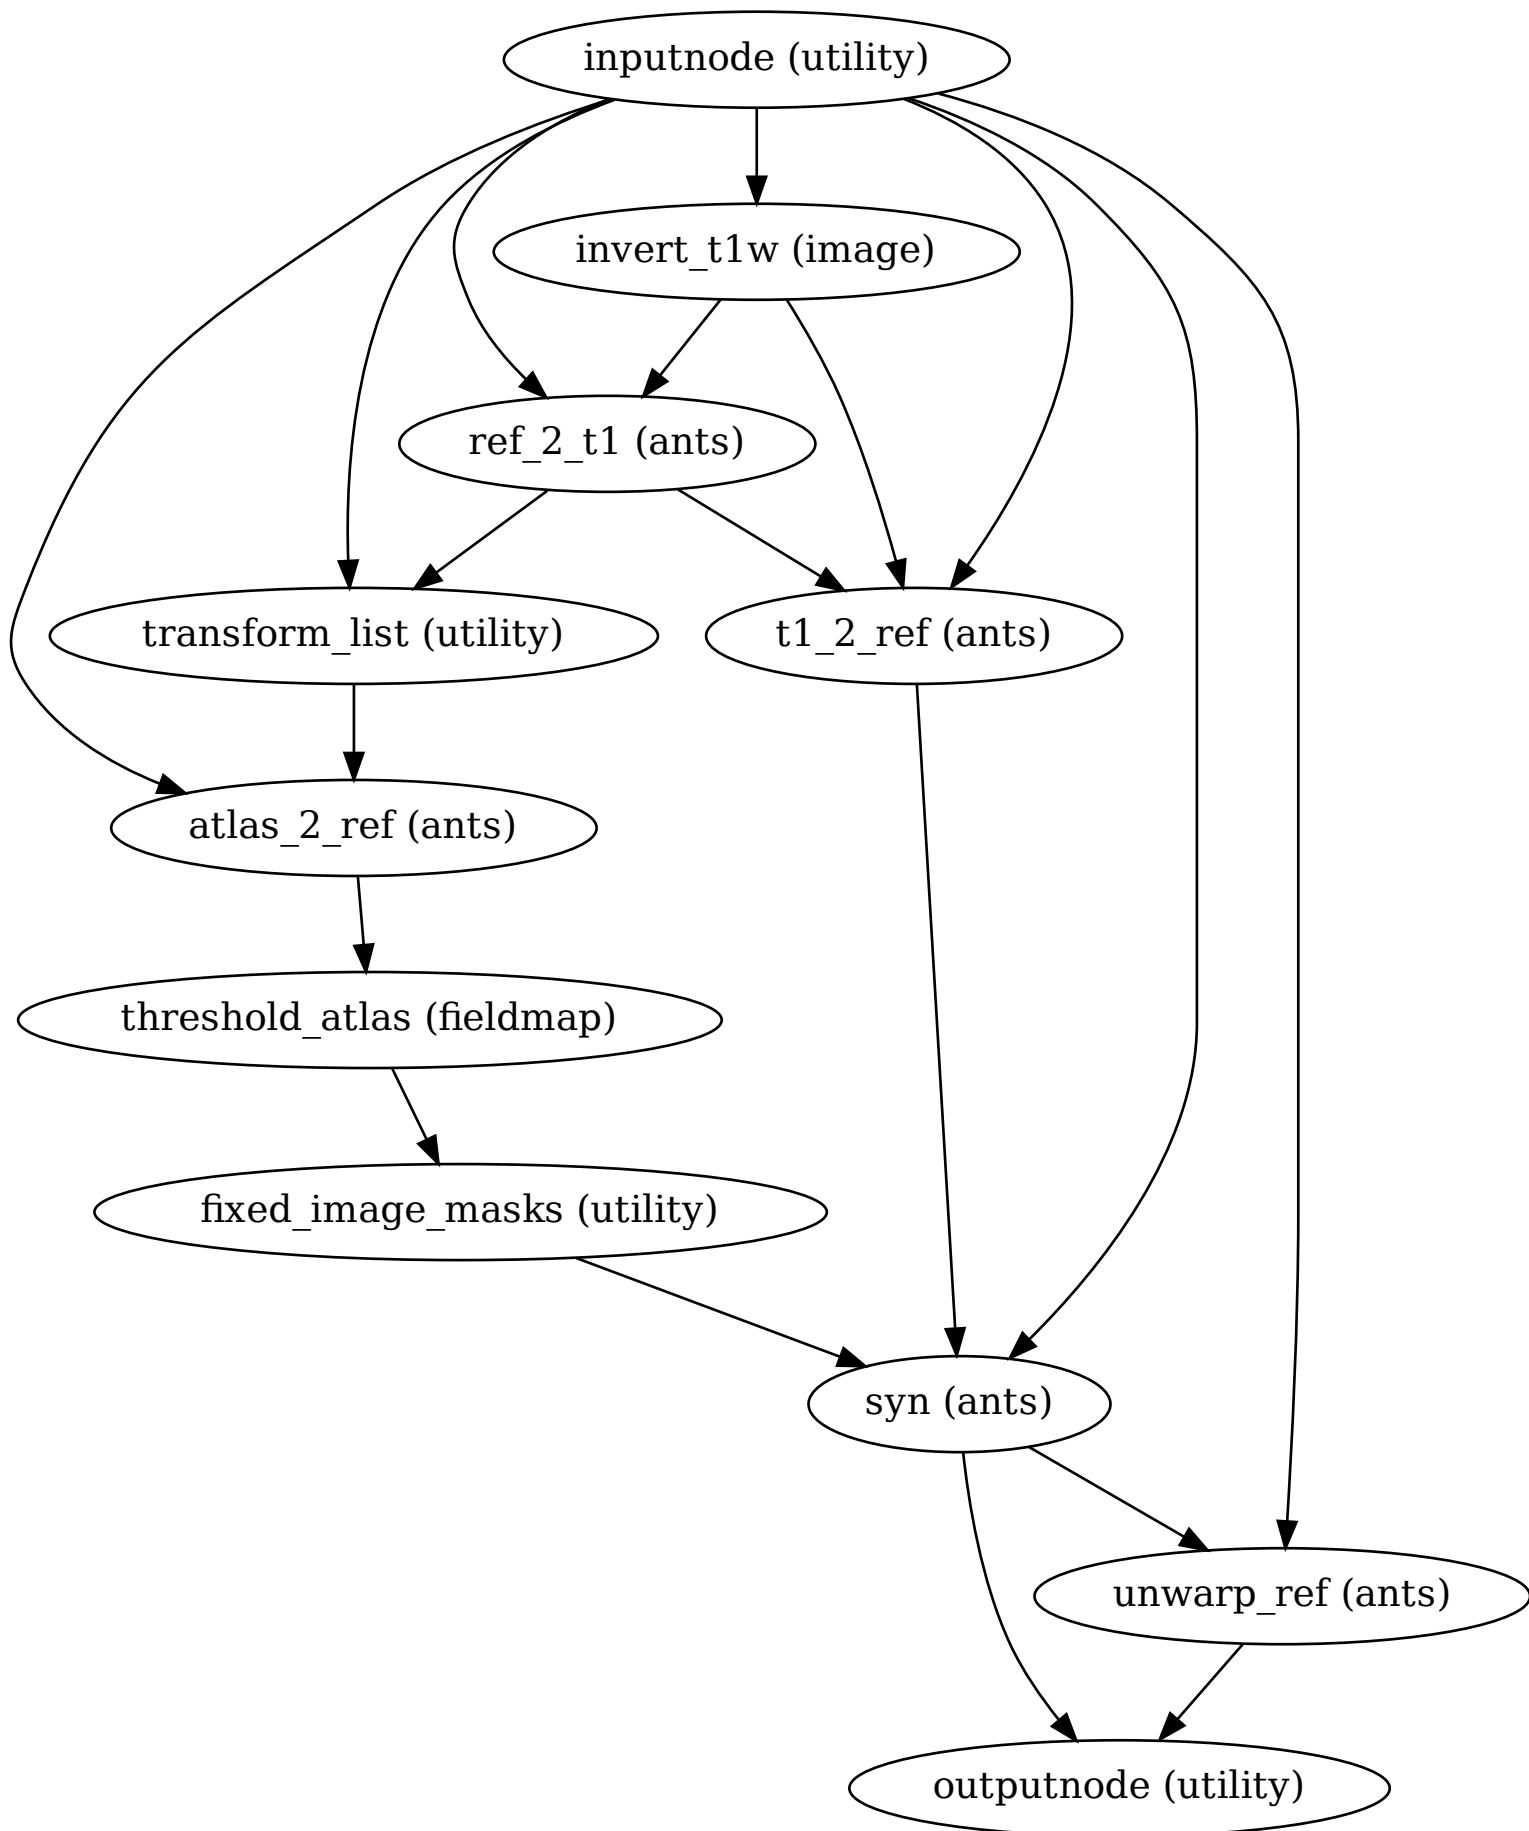 inputnode (utility)
invert_t1w (image)
ref_2_t1 (ants)
transform_list (utility)
t1_2_ref (ants)
atlas_2_ref (ants)
threshold_atlas (fieldmap)
fixed_image_masks (utility)
syn (ants)
unwarp_ref (ants)
outputnode (utility)